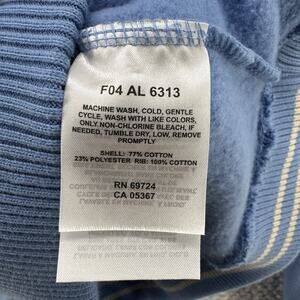 F04 AL 6313
MACHINE WASH, COLD, GENTLE
CYCLE, WASH WITH LIKE COLORS,
ONLY NON-CHLORINE BLEACH, IF
NEEDED, TUMBLE DRY, LOW, REMOVE
PROMPTLY
SHELL: 77% COTTON
23% POLYESTER RIB: 100% COTTON
RN 69724
CA 05367